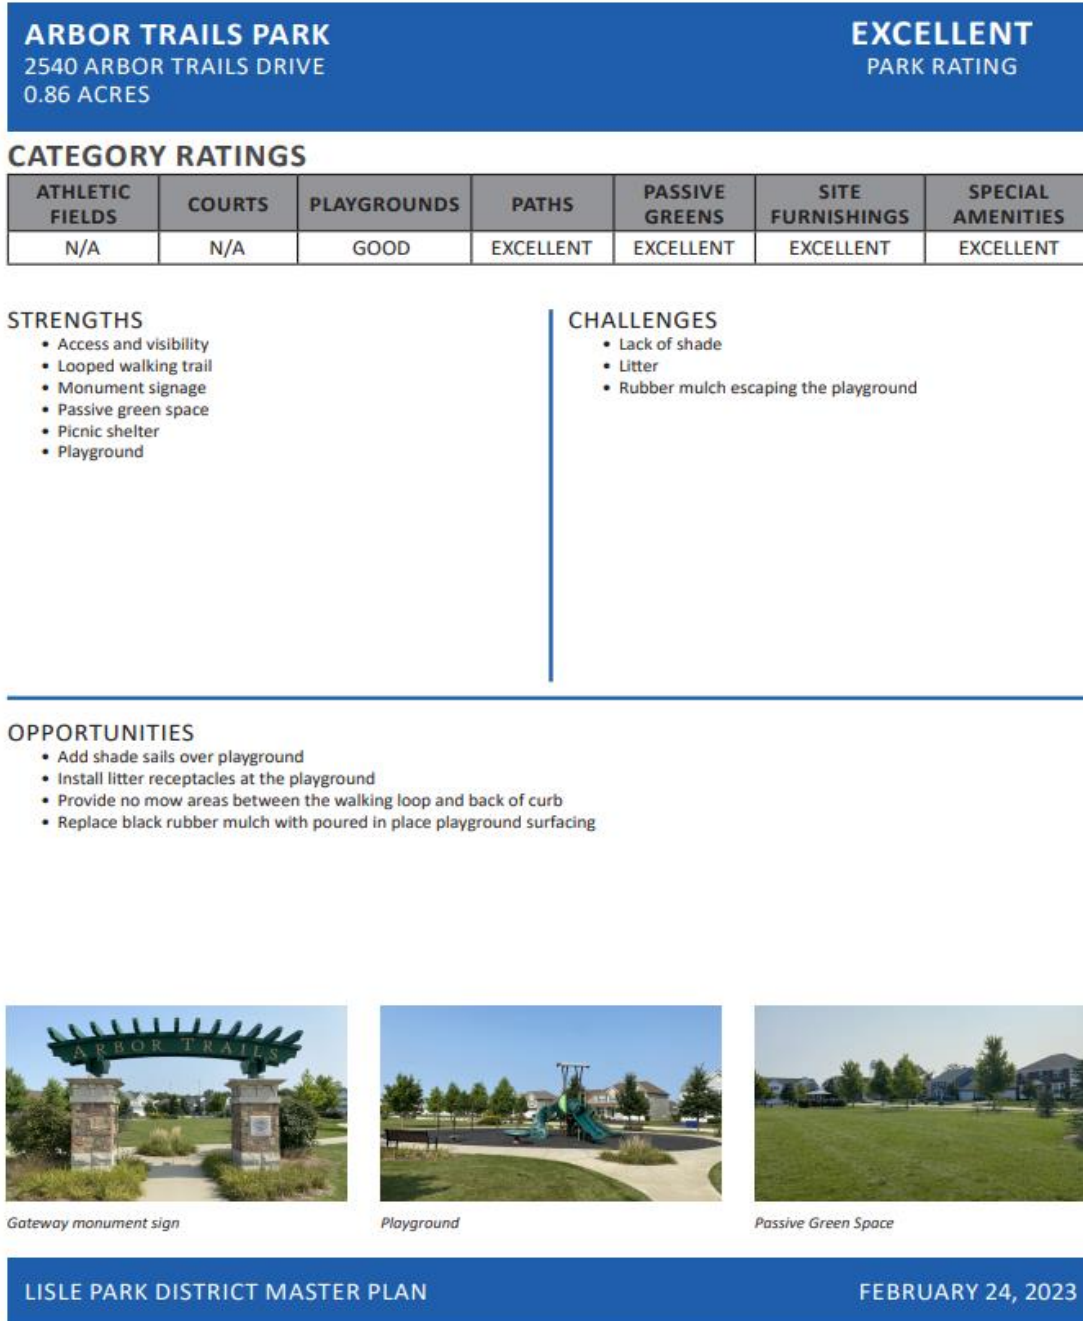 ARBOR TRAILS PARK
2540 ARBOR TRAILS DRIVE
0.86 ACRES
EXCELLENT
PARK RATING
CATEGORY RATINGS
ATHLETIC FIELDS COURTS PLAYGROUNDS PATHS PASSIVE GREENS SITE FURNISHINGS SPECIAL AMENITIES
N/A N/A GOOD EXCELLENT EXCELLENT EXCELLENT EXCELLENT
STRENGTHS
• Access and visibility
• Looped walking trail
• Monument signage
• Passive green space
• Picnic shelter
• Playground
CHALLENGES
• Lack of shade
• Litter
• Rubber mulch escaping the playground
OPPORTUNITIES
• Add shade sails over playground
• Install litter receptacles at the playground
• Provide no mow areas between the walking loop and back of curb
• Replace black rubber mulch with poured in place playground surfacing
ARBOR TRAILS
Gateway monument sign
Playground
Passive Green Space
LISLE PARK DISTRICT MASTER PLAN
FEBRUARY 24, 2023